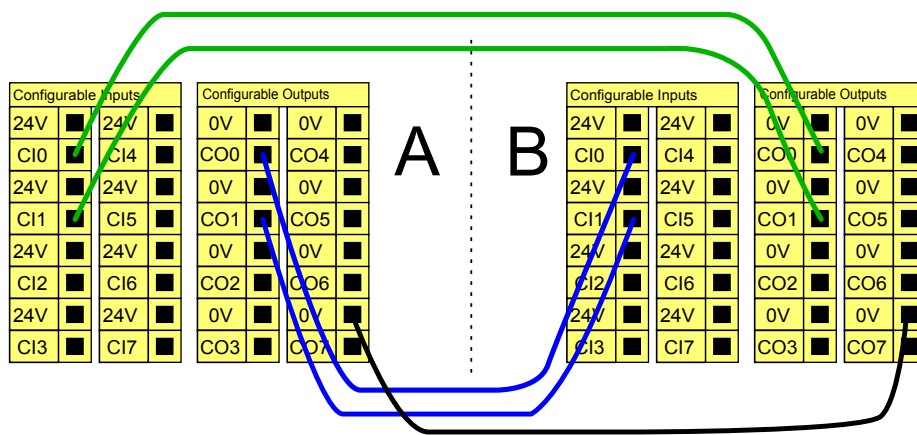 Configurable Inputs
24V 24V
CI0 CI4
24V 24V
CI1 CI5
24V 24V
CI2 CI6
24V 24V
CI3 CI7
Configurable Outputs
0V 0V
CO0 CO4
0V 0V
CO1 CO5
0V 0V
CO2 CO6
0V 0V
CO3 CO7
A
B
Configurable Inputs
24V 24V
CI0 CI4
24V 24V
CI1 CI5
24V 24V
CI2 CI6
24V 24V
CI3 CI7
Configurable Outputs
0V 0V
CO0 CO4
0V 0V
CO1 CO5
0V 0V
CO2 CO6
0V 0V
CO3 CO7